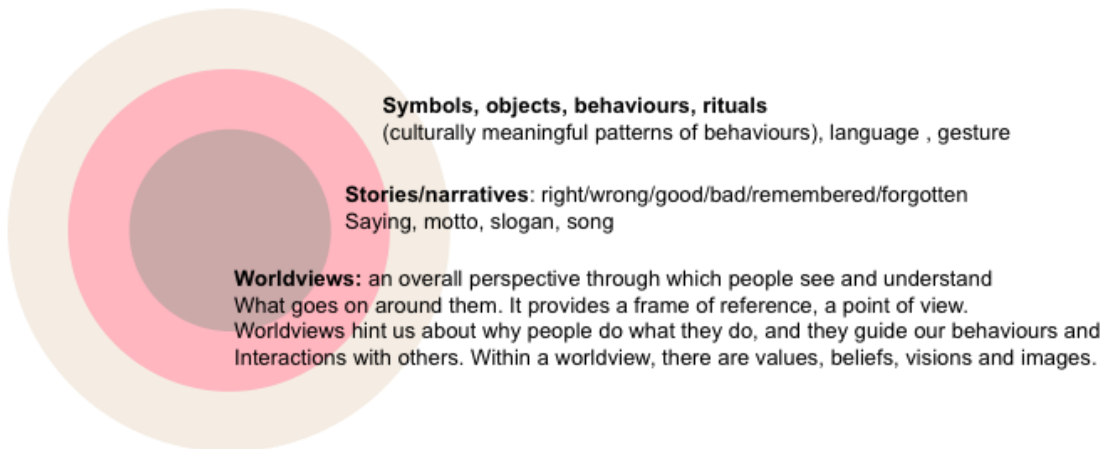 Symbols, objects, behaviours, rituals
(culturally meaningful patterns of behaviours), language , gesture
Stories/narratives: right/wrong/good/bad/remembered/forgotten
Saying, motto, slogan, song
Worldviews: an overall perspective through which people see and understand
What goes on around them. It provides a frame of reference, a point of view.
Worldviews hint us about why people do what they do, and they guide our behaviours and
Interactions with others. Within a worldview, there are values, beliefs, visions and images.